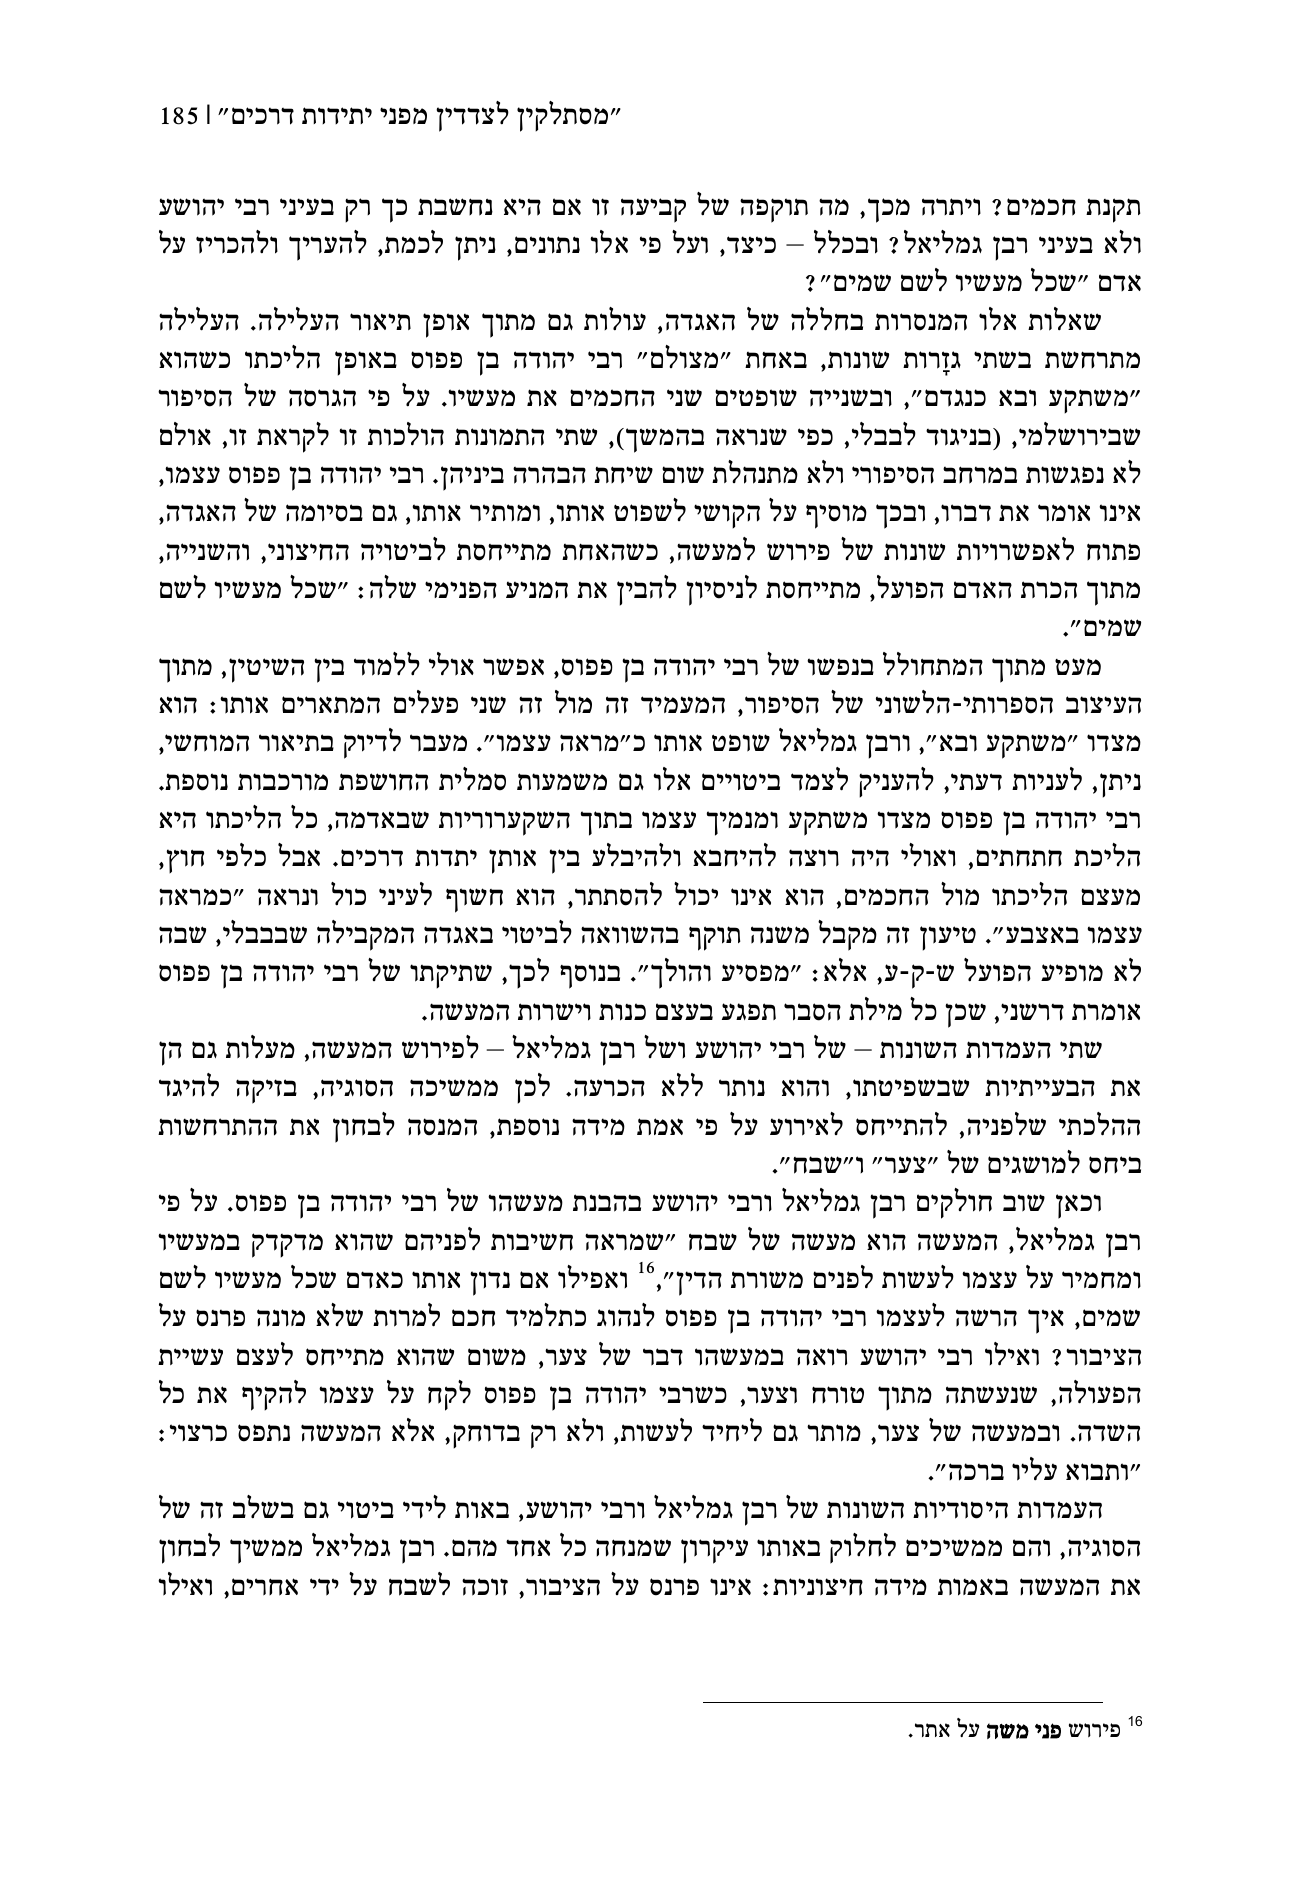 "מסתלקין לצדדין מפני יתידות דרכים" | 185
תקנת חכמים? ויתרה מכך, מה תוקפה של קביעה זו אם היא נחשבת כך רק בעיני רבי יהושע
ולא בעיני רבן גמליאל? ובכלל – כיצד, ועל פי אלו נתונים, ניתן לכמת, להעריך ולהכריז על
אדם "שכל מעשיו לשם שמים"?
שאלות אלו המנסרות בחללה של האגדה, עולות גם מתוך אופן תיאור העלילה. העלילה
מתרחשת בשתי גזָרות שונות, באחת "מצולם" רבי יהודה בן פפוס באופן הליכתו כשהוא
"משתקע ובא כנגדם", ובשנייה שופטים שני החכמים את מעשיו. על פי הגרסה של הסיפור
שבירושלמי, (בניגוד לבבלי, כפי שנראה בהמשך), שתי התמונות הולכות זו לקראת זו, אולם
לא נפגשות במרחב הסיפורי ולא מתנהלת שום שיחת הבהרה ביניהן. רבי יהודה בן פפוס עצמו,
אינו אומר את דברו, ובכך מוסיף על הקושי לשפוט אותו, ומותיר אותו, גם בסיומה של האגדה,
פתוח לאפשרויות שונות של פירוש למעשה, כשהאחת מתייחסת לביטויה החיצוני, והשנייה,
מתוך הכרת האדם הפועל, מתייחסת לניסיון להבין את המניע הפנימי שלה: "שכל מעשיו לשם
שמים".
מעט מתוך המתחולל בנפשו של רבי יהודה בן פפוס, אפשר אולי ללמוד בין השיטין, מתוך
העיצוב הספרותי-הלשוני של הסיפור, המעמיד זה מול זה שני פעלים המתארים אותו: הוא
מצדו "משתקע ובא", ורבן גמליאל שופט אותו כ"מראה עצמו". מעבר לדיוק בתיאור המוחשי,
ניתן, לעניות דעתי, להעניק לצמד ביטויים אלו גם משמעות סמלית החושפת מורכבות נוספת.
רבי יהודה בן פפוס מצדו משתקע ומנמיך עצמו בתוך השקערוריות שבאדמה, כל הליכתו היא
הליכת חתחתים, ואולי היה רוצה להיחבא ולהיבלע בין אותן יתדות דרכים. אבל כלפי חוץ,
מעצם הליכתו מול החכמים, הוא אינו יכול להסתתר, הוא חשוף לעיני כול ונראה "כמראה
עצמו באצבע". טיעון זה מקבל משנה תוקף בהשוואה לביטוי באגדה המקבילה שבבבלי, שבה
לא מופיע הפועל ש-ק-ע, אלא: "מפסיע והולך". בנוסף לכך, שתיקתו של רבי יהודה בן פפוס
אומרת דרשני, שכן כל מילת הסבר תפגע בעצם כנות וישרות המעשה.
שתי העמדות השונות – של רבי יהושע ושל רבן גמליאל – לפירוש המעשה, מעלות גם הן
את הבעייתיות שבשפיטתו, והוא נותר ללא הכרעה. לכן ממשיכה הסוגיה, בזיקה להיגד
ההלכתי שלפניה, להתייחס לאירוע על פי אמת מידה נוספת, המנסה לבחון את ההתרחשות
ביחס למושגים של "צער" ו"שבח".
וכאן שוב חולקים רבן גמליאל ורבי יהושע בהבנת מעשהו של רבי יהודה בן פפוס. על פי
רבן גמליאל, המעשה הוא מעשה של שבח "שמראה חשיבות לפניהם שהוא מדקדק במעשיו
ומחמיר על עצמו לעשות לפנים משורת הדין",16 ואפילו אם נדון אותו כאדם שכל מעשיו לשם
שמים, איך הרשה לעצמו רבי יהודה בן פפוס לנהוג כתלמיד חכם למרות שלא מונה פרנס על
הציבור? ואילו רבי יהושע רואה במעשהו דבר של צער, משום שהוא מתייחס לעצם עשיית
הפעולה, שנעשתה מתוך טורח וצער, כשרבי יהודה בן פפוס לקח על עצמו להקיף את כל
השדה. ובמעשה של צער, מותר גם ליחיד לעשות, ולא רק בדוחק, אלא המעשה נתפס כרצוי:
"ותבוא עליו ברכה".
העמדות היסודיות השונות של רבן גמליאל ורבי יהושע, באות לידי ביטוי גם בשלב זה של
הסוגיה, והם ממשיכים לחלוק באותו עיקרון שמנחה כל אחד מהם. רבן גמליאל ממשיך לבחון
את המעשה באמות מידה חיצוניות: אינו פרנס על הציבור, זוכה לשבח על ידי אחרים, ואילו
16 פירוש פני משה על אתר.